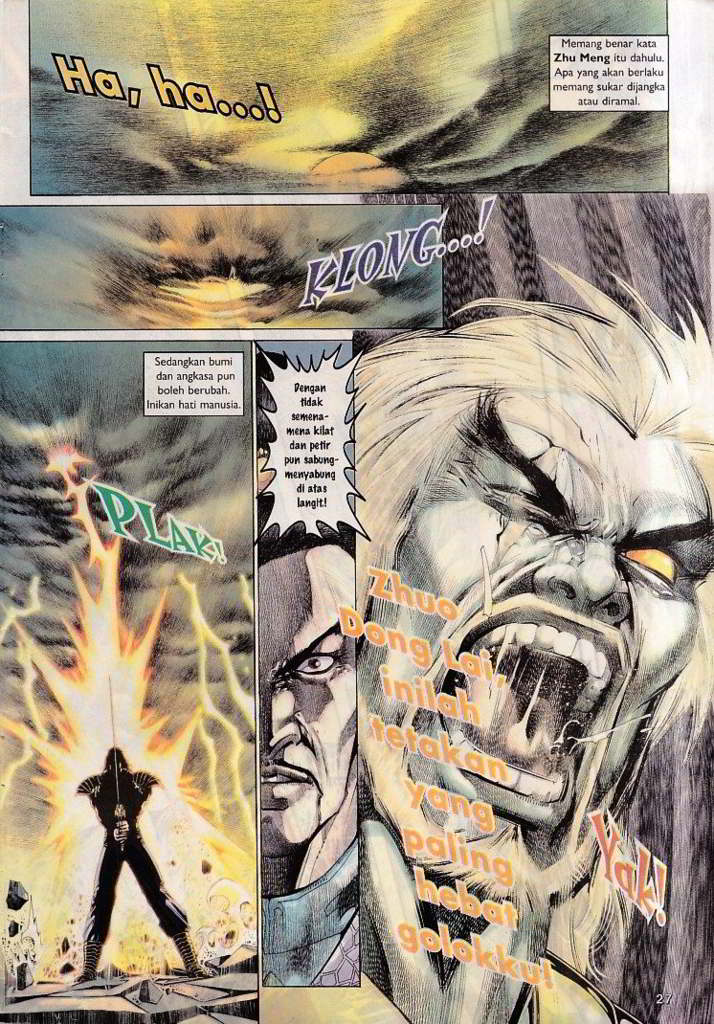 Ha, ha...!
Memang benar kata
Zhu Meng itu dahulu.
Apa yang akan berlaku
memang sukar dijangka
atau diramal.
KLONG....!
Sedangkan bumi
dan angkasa pun
boleh berubah.
Inikan hati manusia.
PLAK!
Dengan
tidak
semena-
mena kilat
dan petir
pun sabung-
menyabung
di atas
langit!
Zhuo
Dong Lai,
inilah
tetakan
yang
paling
hebat
golokku!
Yak!
27